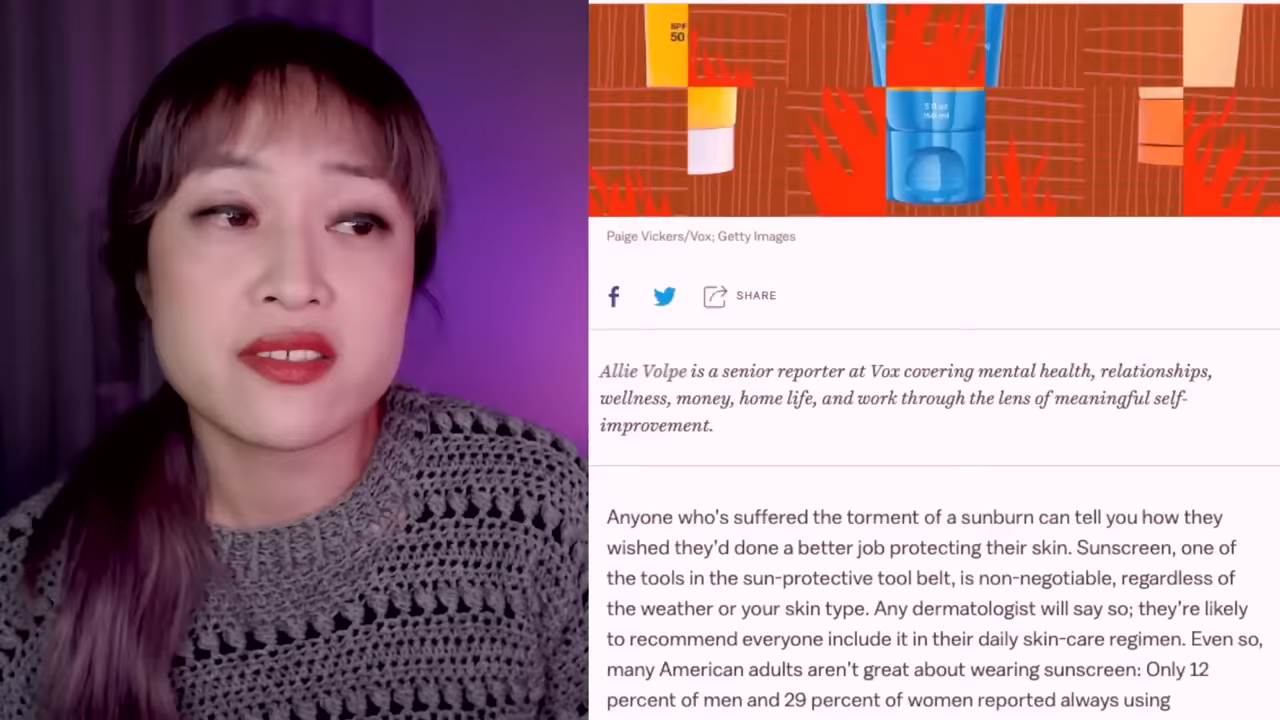 SPF
50
5 fl oz
150 ml
Paige Vickers/Vox; Getty Images
SHARE
Allie Volpe is a senior reporter at Vox covering mental health, relationships,
wellness, money, home life, and work through the lens of meaningful self-
improvement.
Anyone who's suffered the torment of a sunburn can tell you how they
wished they'd done a better job protecting their skin. Sunscreen, one of
the tools in the sun-protective tool belt, is non-negotiable, regardless of
the weather or your skin type. Any dermatologist will say so; they're likely
to recommend everyone include it in their daily skin-care regimen. Even so,
many American adults aren't great about wearing sunscreen: Only 12
percent of men and 29 percent of women reported always using